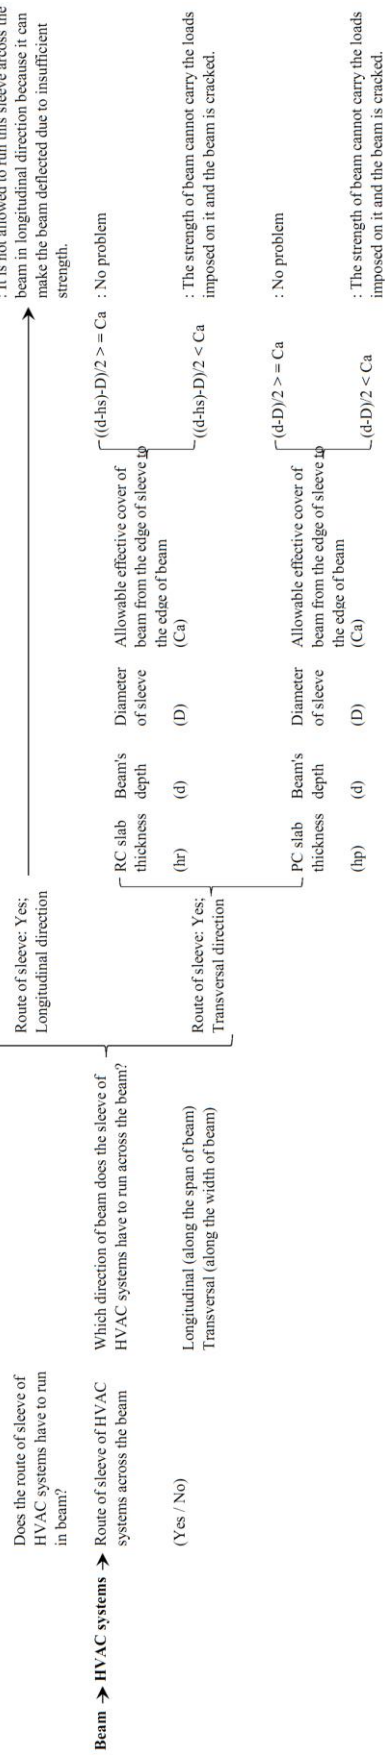 Does the route of sleeve of
HVAC systems have to run
in beam?
Beam → HVAC systems → Route of sleeve of HVAC
systems across the beam
(Yes / No)
Which direction of beam does the sleeve of
HVAC systems have to run across the beam?
Longitudinal (along the span of beam)
Transversal (along the width of beam)
Route of sleeve: Yes;
Longitudinal direction
: It is not allowed to run this sleeve arcoss the
beam in longitudinal direction because it can
make the beam deflected due to insufficient
strength.
Route of sleeve: Yes;
Transversal direction
RC slab
thickness
(hr)
Beam's
depth
(d)
Diameter
of sleeve
(D)
Allowable effective cover of
beam from the edge of sleeve to
the edge of beam
(Ca)
((d-hs)-D)/2 > = Ca : No problem
((d-hs)-D)/2 < Ca : The strength of beam cannot carry the loads
imposed on it and the beam is cracked.
PC slab
thickness
(hp)
Beam's
depth
(d)
Diameter
of sleeve
(D)
Allowable effective cover of
beam from the edge of sleeve to
the edge of beam
(Ca)
(d-D)/2 > = Ca : No problem
(d-D)/2 < Ca : The strength of beam cannot carry the loads
imposed on it and the beam is cracked.